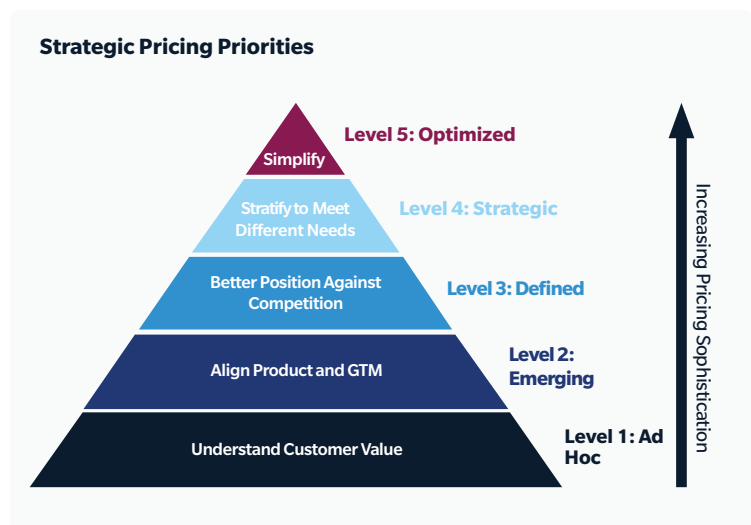 Strategic Pricing Priorities
Simplify
Level 5: Optimized
Stratify to Meet
Different Needs
Level 4: Strategic
Better Position Against
Competition
Level 3: Defined
Align Product and GTM
Level 2:
Emerging
Understand Customer Value
Level 1: Ad
Hoc
Increasing Pricing Sophistication